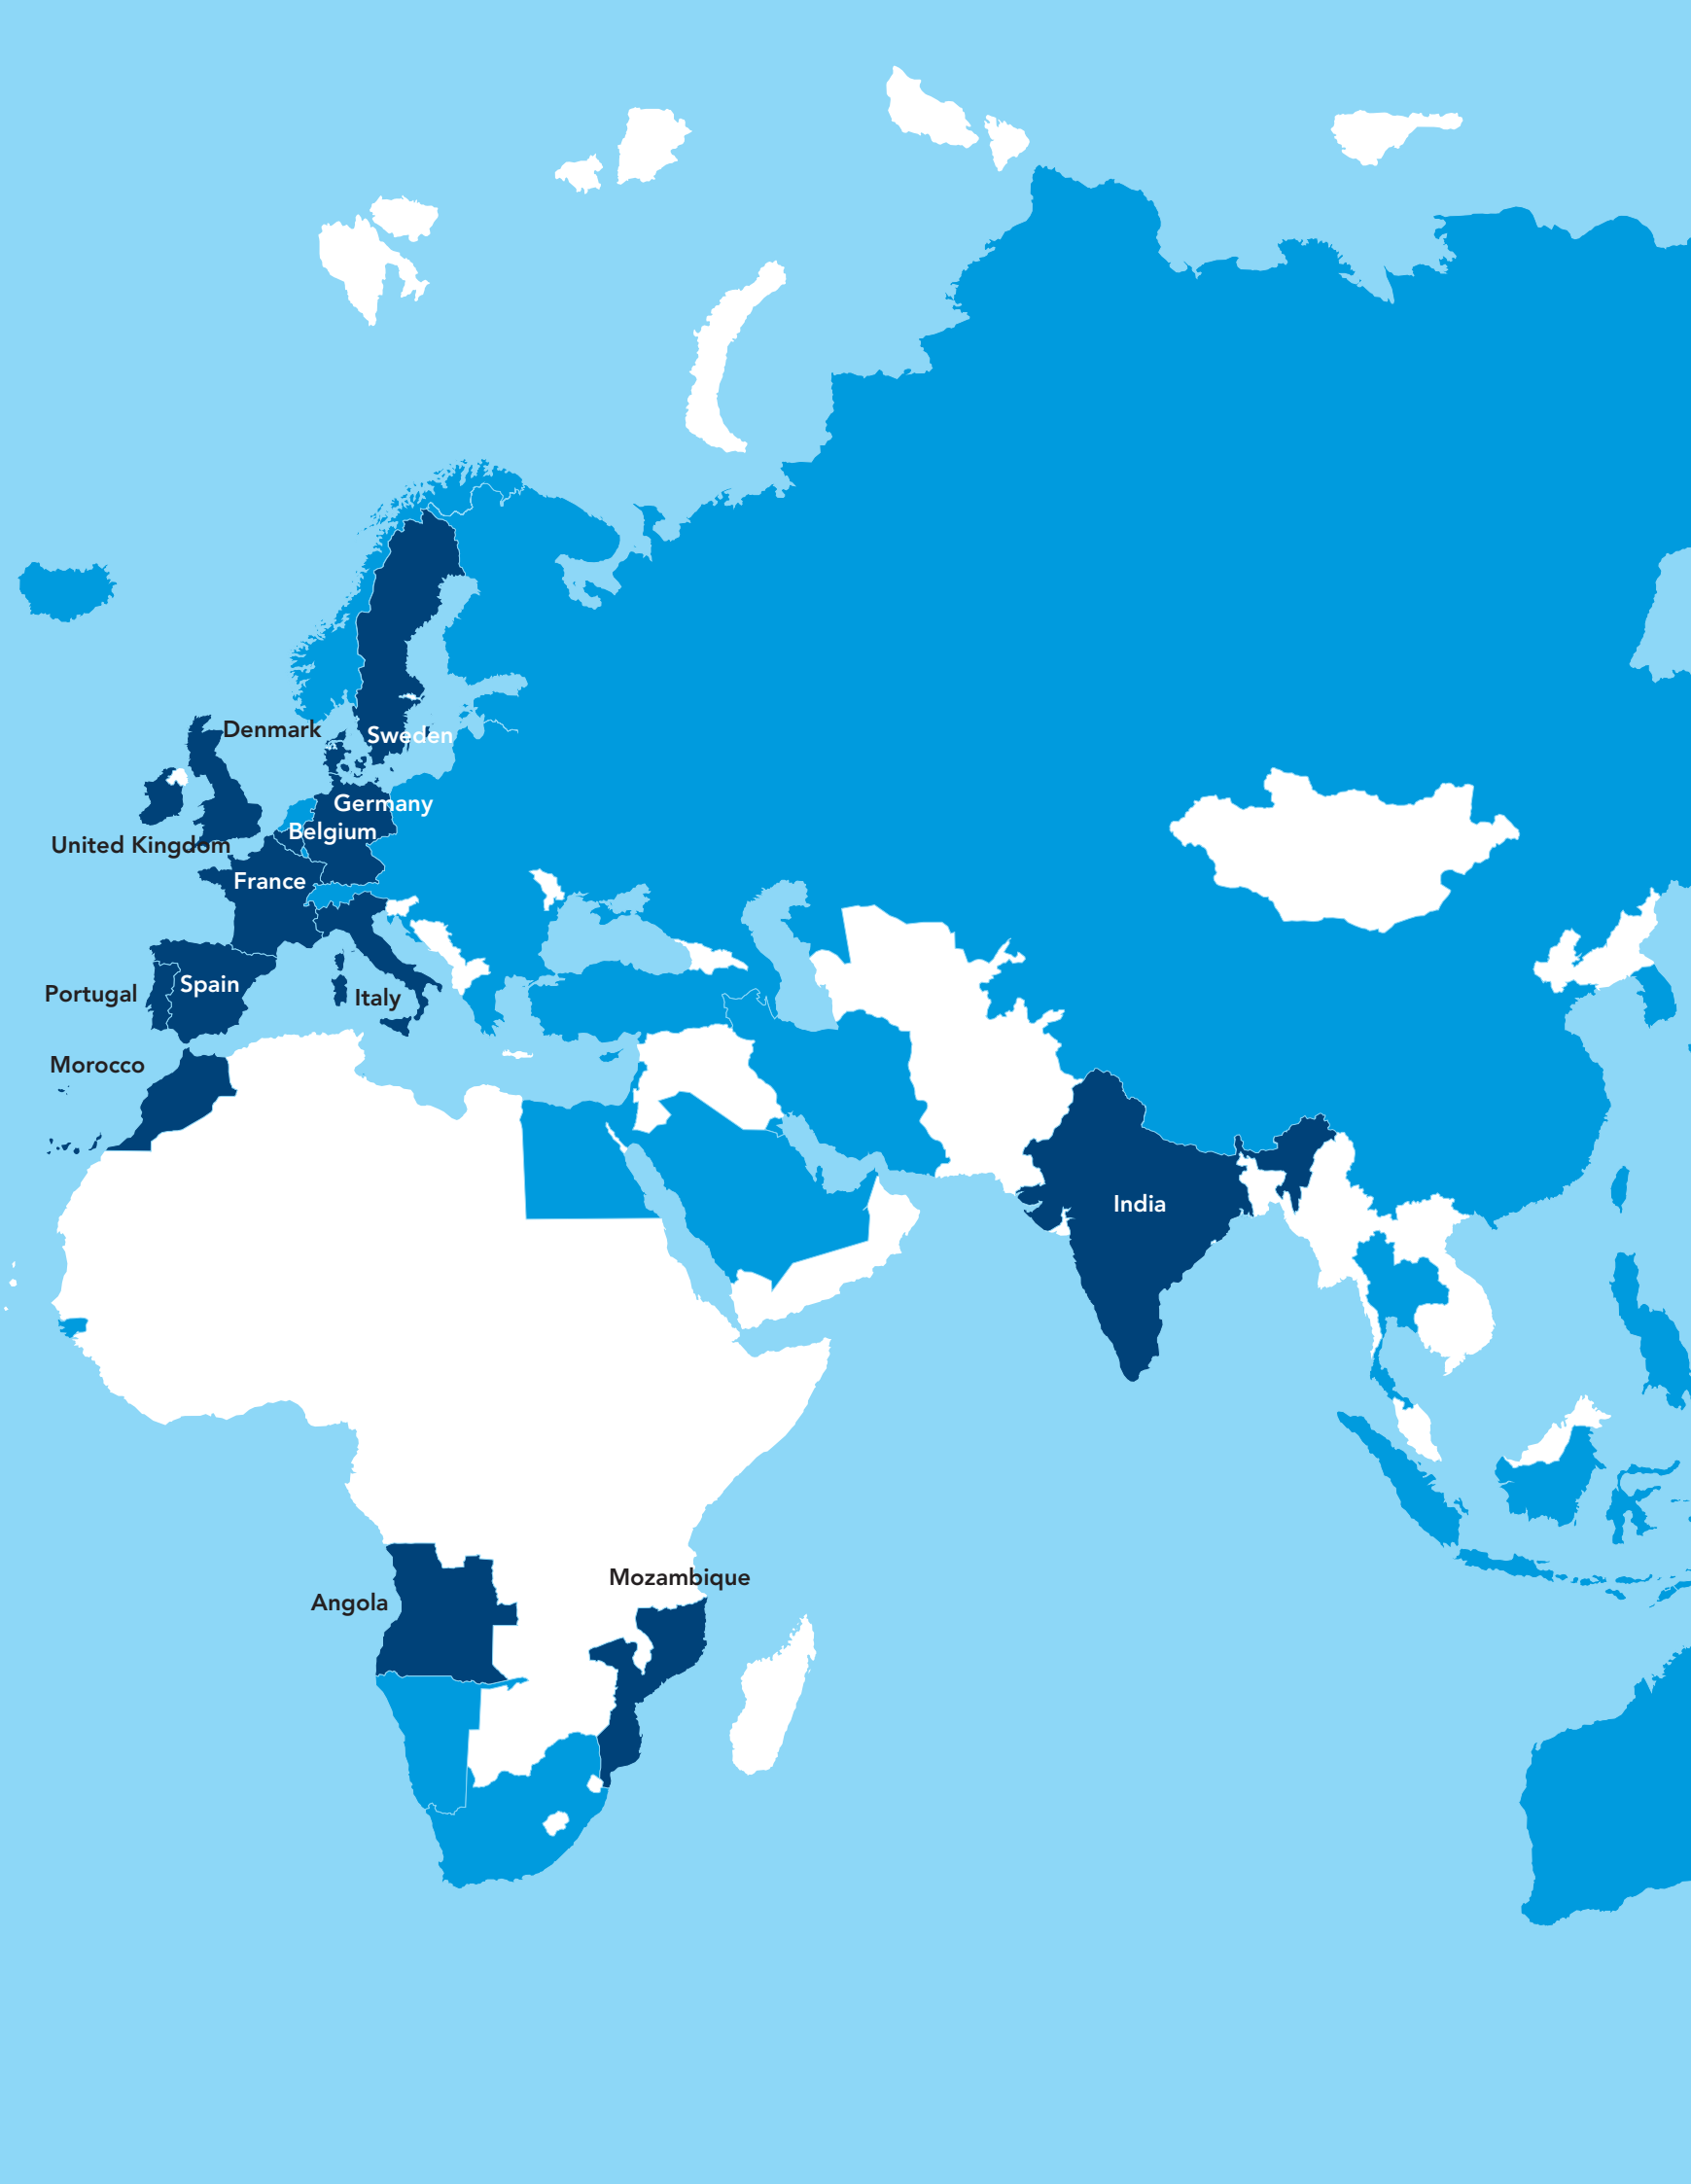 Denmark
Sweden
Germany
Belgium
United Kingdom
France
Spain
Portugal
Italy
Morocco
India
Mozambique
Angola